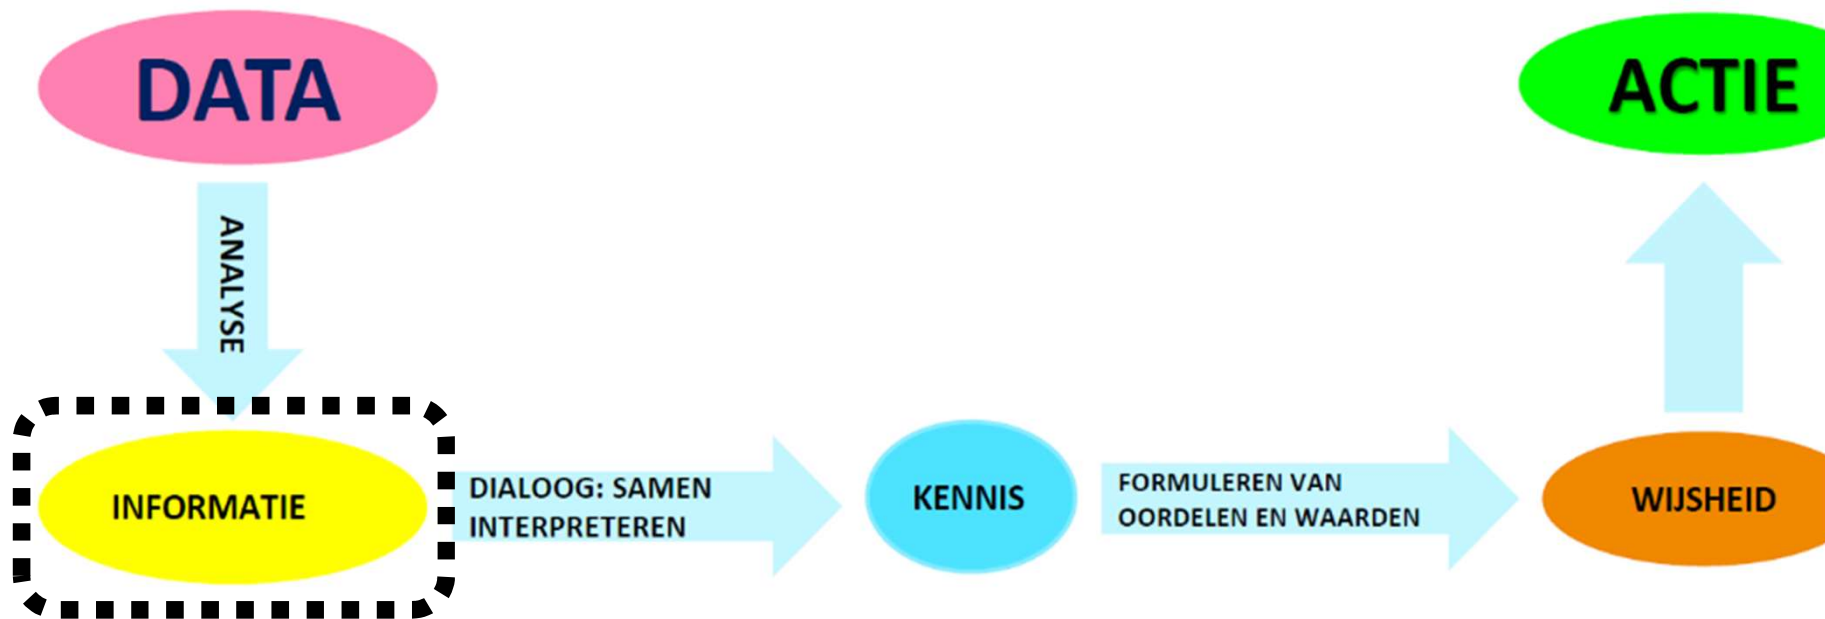 DATA
ACTIE
ANALYSE
INFORMATIE
DIALOOG: SAMEN
INTERPRETEREN
KENNIS
FORMULEREN VAN
OORDELEN EN WAARDEN
WIJSHEID